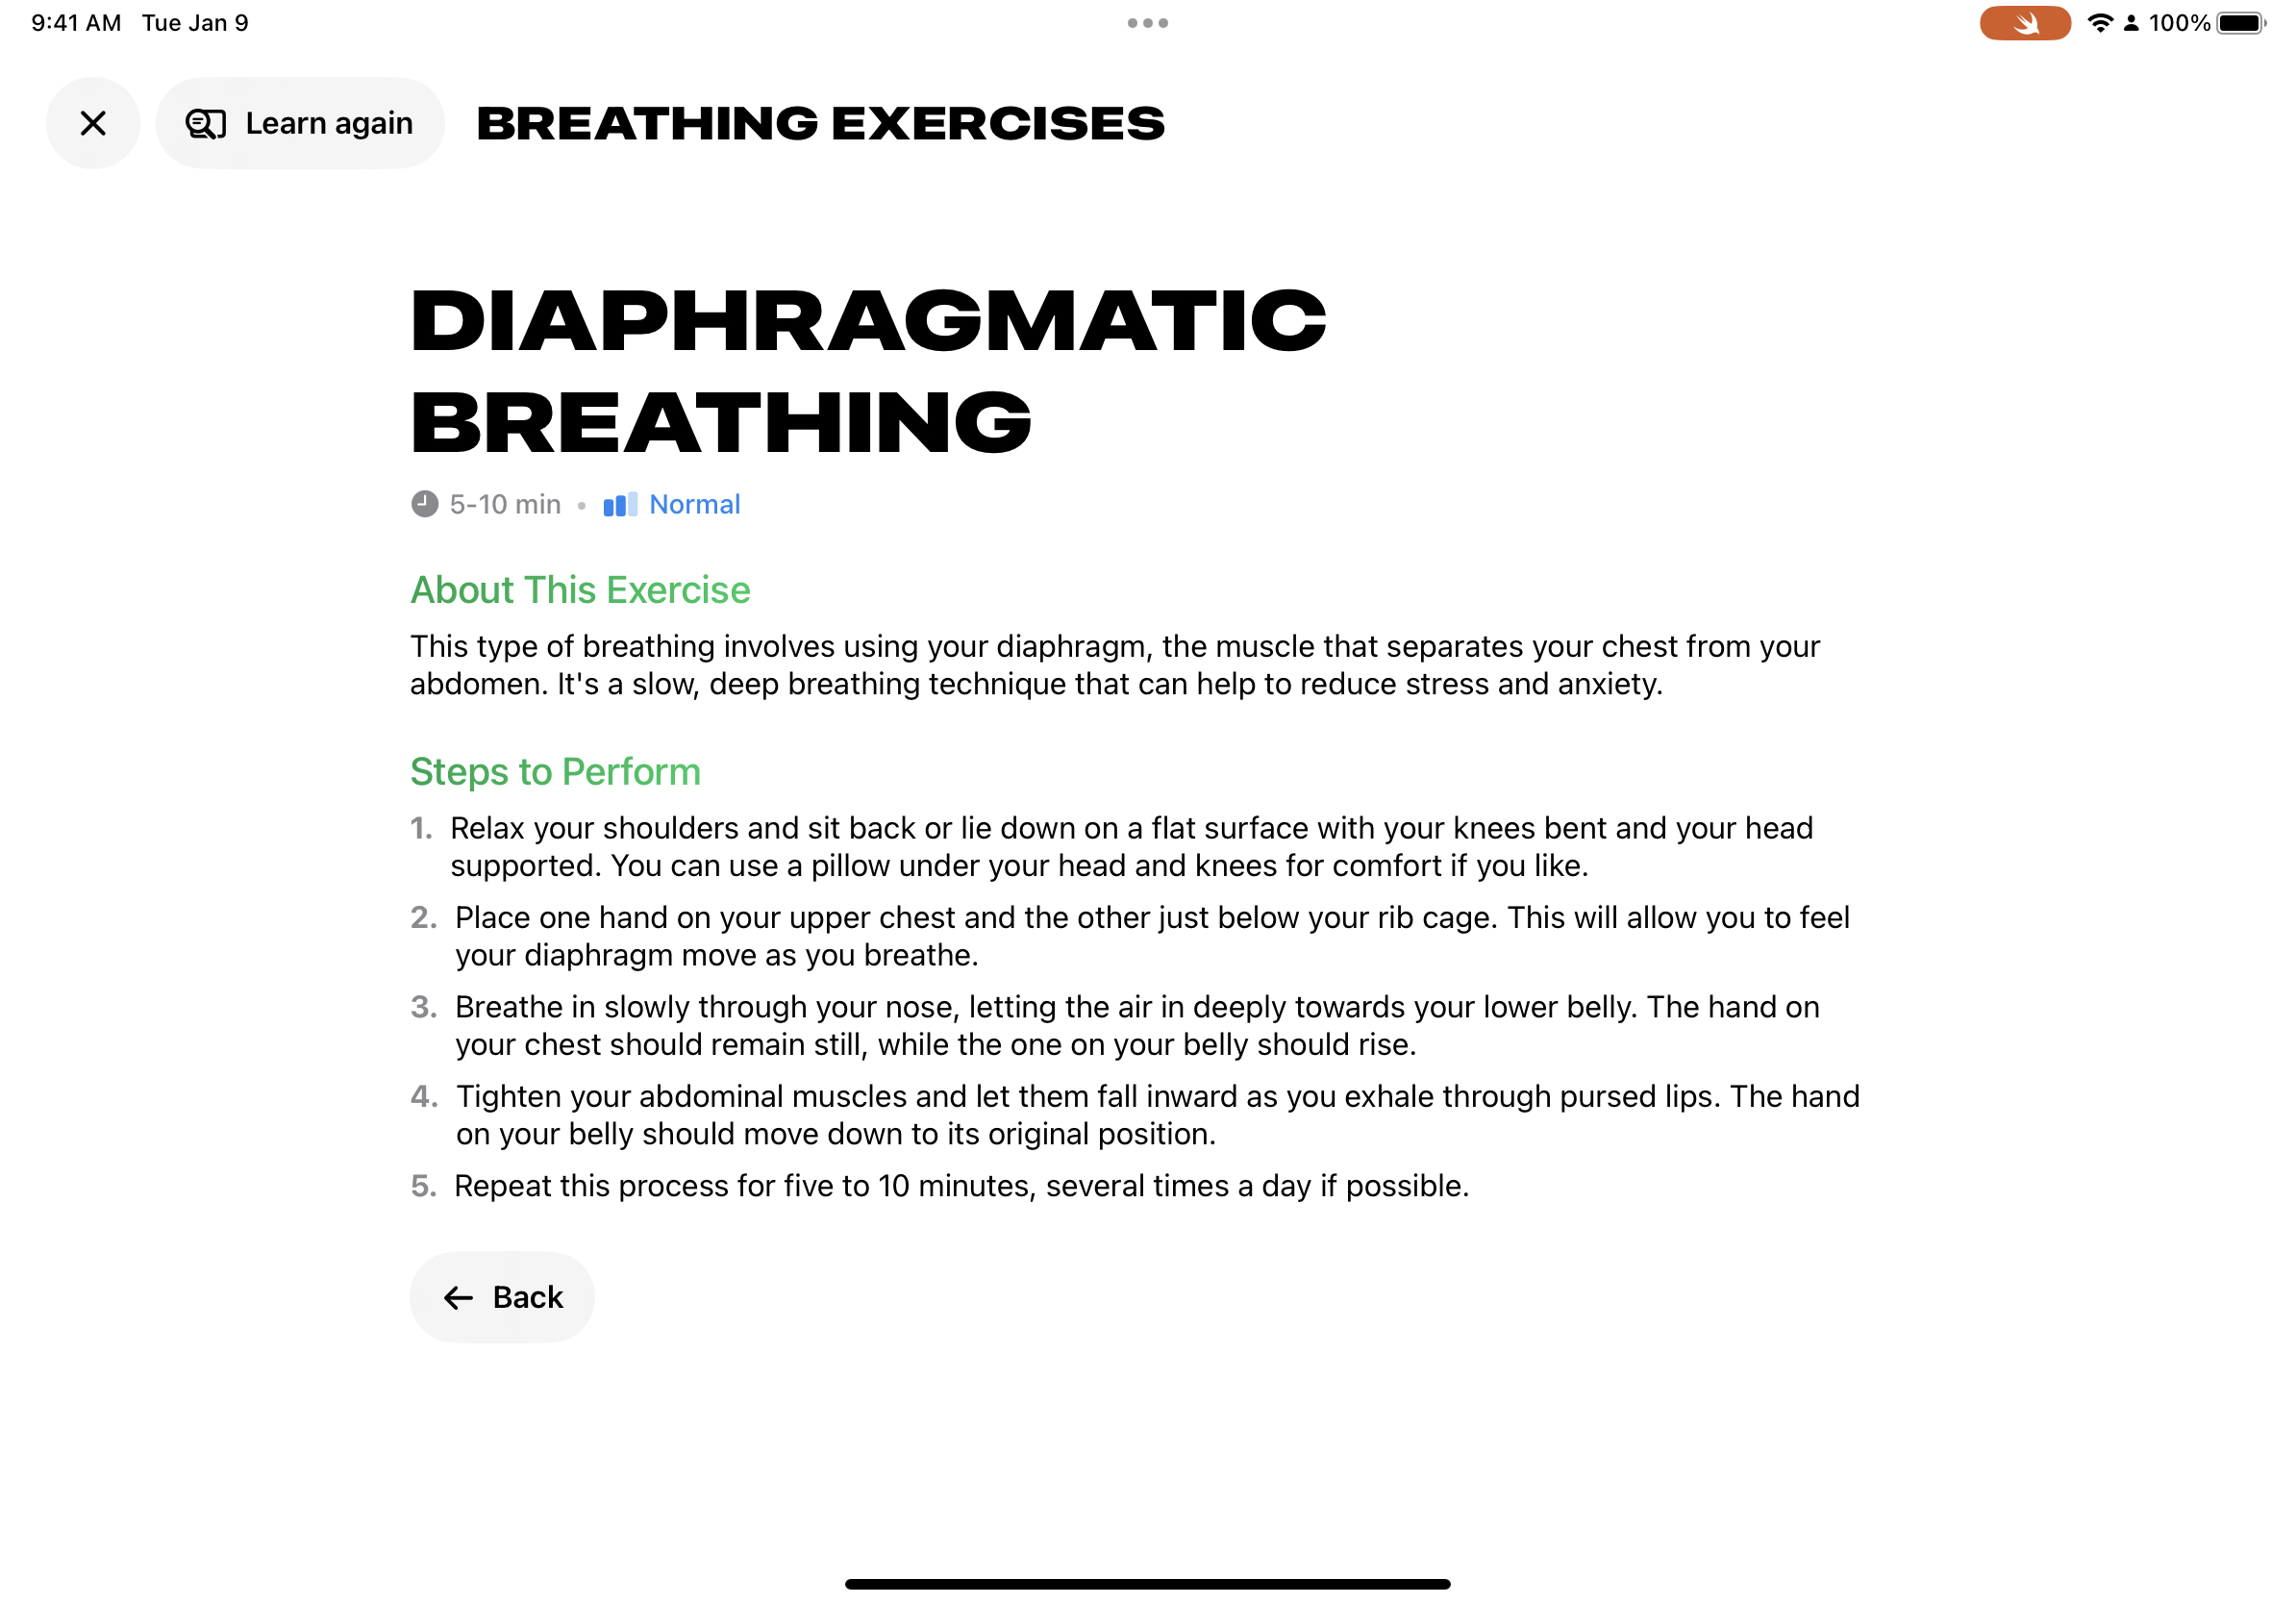 9:41 AM Tue Jan 9
100%
Learn again
BREATHING EXERCISES
DIAPHRAGMATIC
BREATHING
5-10 min • Normal
About This Exercise
This type of breathing involves using your diaphragm, the muscle that separates your chest from your
abdomen. It's a slow, deep breathing technique that can help to reduce stress and anxiety.
Steps to Perform
1. Relax your shoulders and sit back or lie down on a flat surface with your knees bent and your head
supported. You can use a pillow under your head and knees for comfort if you like.
2. Place one hand on your upper chest and the other just below your rib cage. This will allow you to feel
your diaphragm move as you breathe.
3. Breathe in slowly through your nose, letting the air in deeply towards your lower belly. The hand on
your chest should remain still, while the one on your belly should rise.
4. Tighten your abdominal muscles and let them fall inward as you exhale through pursed lips. The hand
on your belly should move down to its original position.
5. Repeat this process for five to 10 minutes, several times a day if possible.
Back